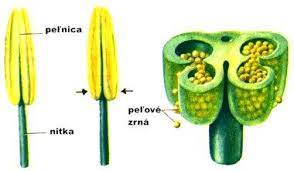 peľnica
nitka
peľové
zrná